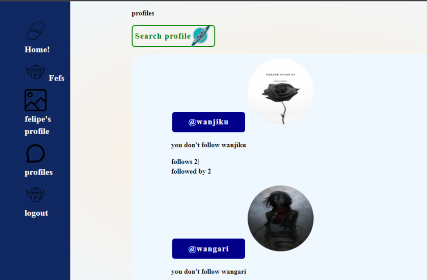 Home!
Fefs
felipe's
profile
profiles
logout
profiles
Search profile
@wanjiku
you don't follow wanjiku
follows 2|
followed by 2
@wangari
you don't follow wangari